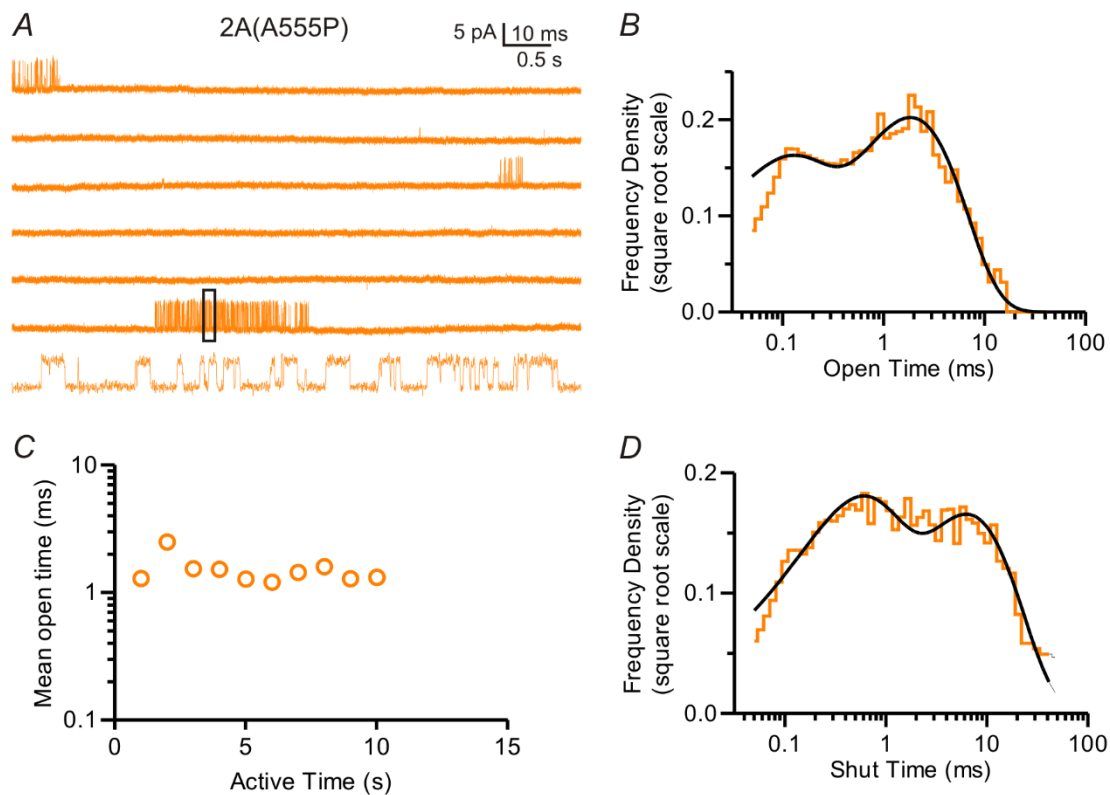 A
2A(A555P)
5 pA
10 ms
0.5 s
B
Frequency Density
(square root scale)
0.2
0.1
0.0
0.1
1
10
100
Open Time (ms)
C
Mean open time (ms)
10
1
0.1
0
5
10
15
Active Time (s)
D
Frequency Density
(square root scale)
0.2
0.1
0.0
0.1
1
10
100
Shut Time (ms)